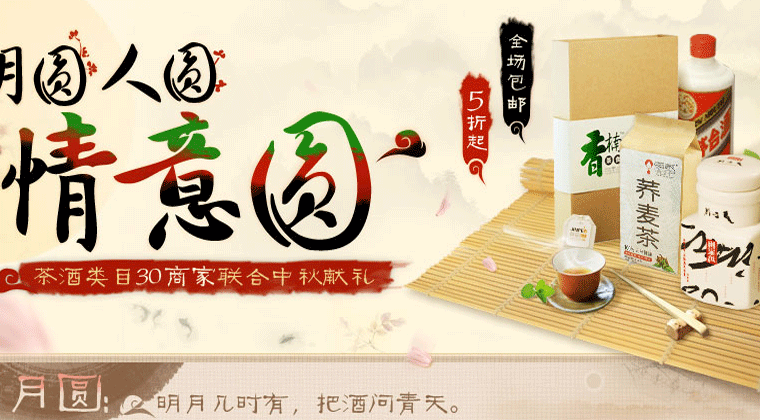 月圆人圆
情意圆
全场包邮
5折起
茶酒类目30商家联合中秋献礼
香楠
荞麦茶
月圆:
明月几时有，把酒问青天。